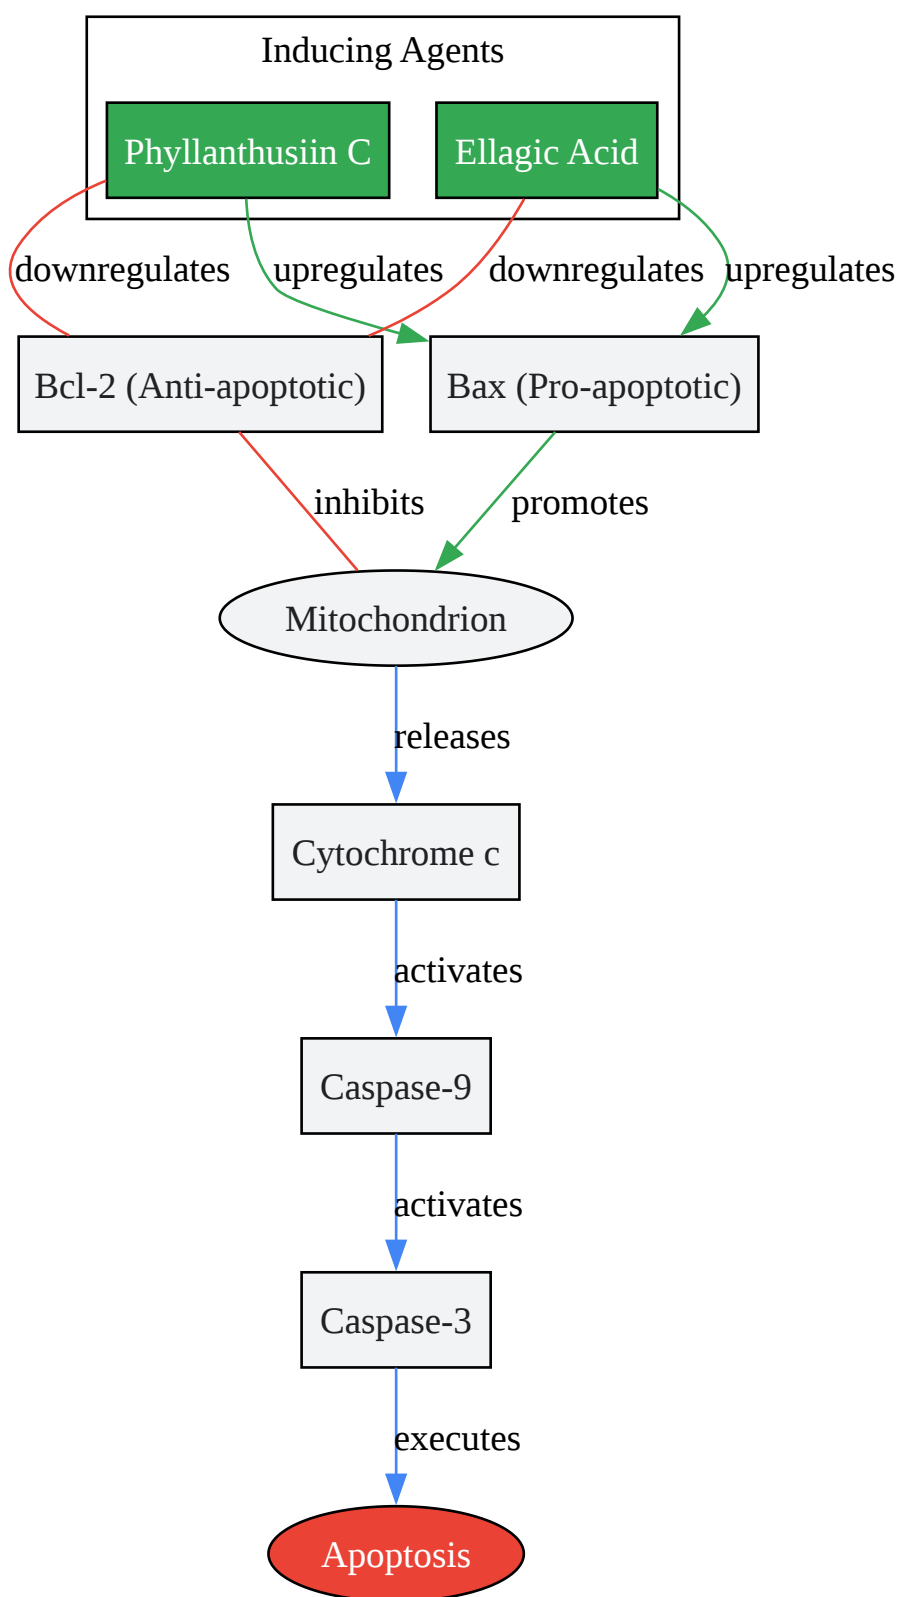 Inducing Agents
Phyllanthusiin C
Ellagic Acid
downregulates
upregulates
downregulates
upregulates
Bcl-2 (Anti-apoptotic)
Bax (Pro-apoptotic)
inhibits
promotes
Mitochondrion
releases
Cytochrome c
activates
Caspase-9
activates
Caspase-3
executes
Apoptosis